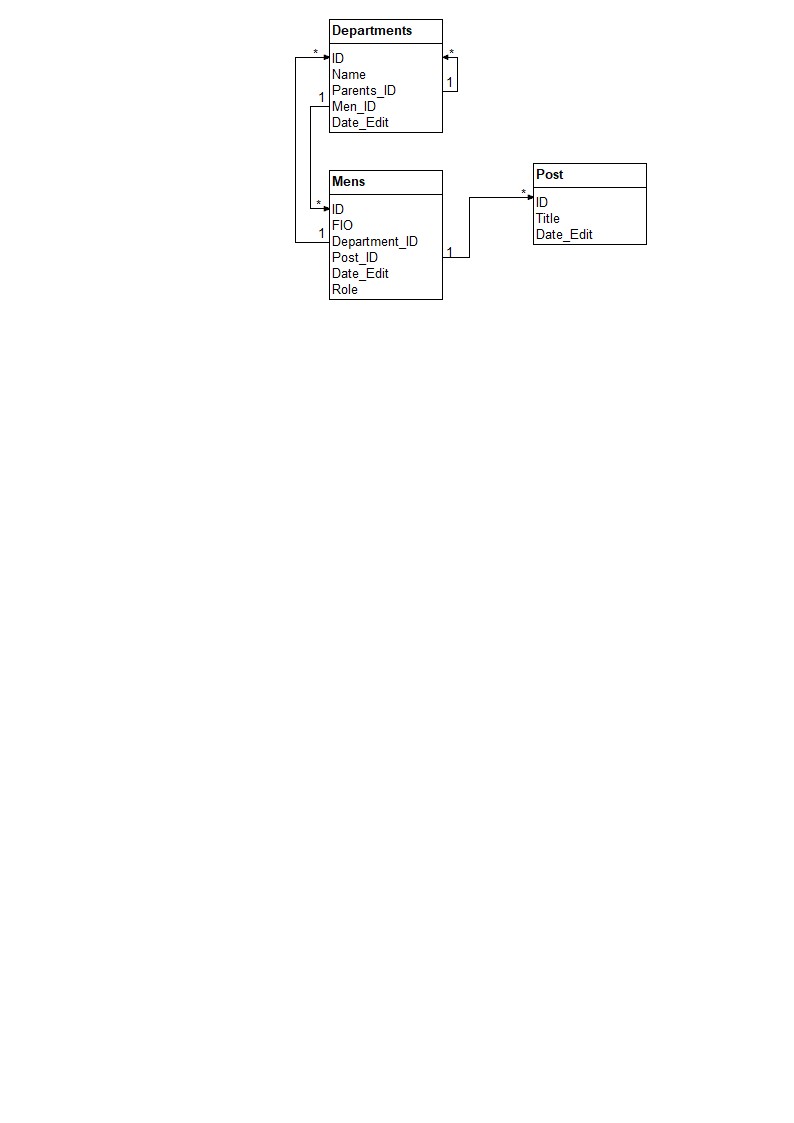 Departments
* ID *
Name
Parents_ID 1
1 Men_ID
Date_Edit
Mens
* ID
FIO
1 Department_ID
Post_ID 1
Date_Edit
Role
Post
* ID
Title
Date_Edit